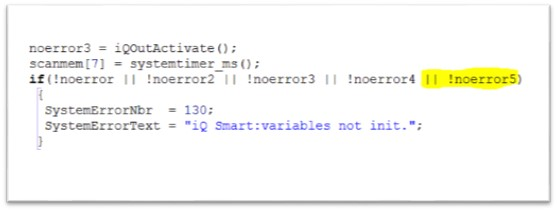 noerror3 = iQOutActivate();
scanmem[7] = systemtimer_ms();
if(!noerror || !noerror2 || !noerror3 || !noerror4 || !noerror5)
{
SystemErrorNbr = 130;
SystemErrorText = "iQ Smart:variables not init.";
}